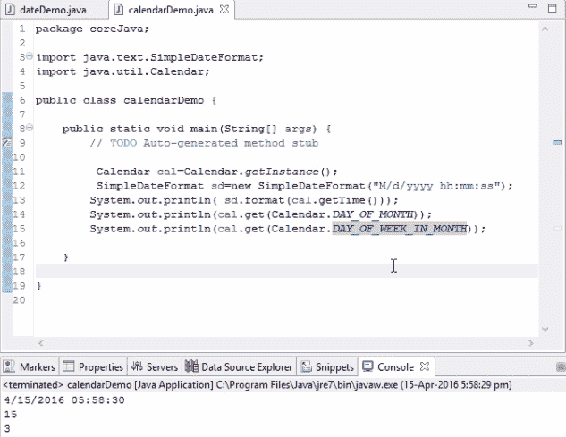 dateDemo.java calendarDemo.java
1 package coreJava;
2
3 import java.text.SimpleDateFormat;
4 import java.util.Calendar;
5
6 public class calendarDemo {
7
8 public static void main(String[] args) {
9 // TODO Auto-generated method stub
10
11 Calendar cal=Calendar.getInstance();
12 SimpleDateFormat sd=new SimpleDateFormat("M/d/yyyy hh:mm:ss");
13 System.out.println( sd.format(cal.getTime()));
14 System.out.println(cal.get(Calendar.DAY_OF_MONTH));
15 System.out.println(cal.get(Calendar.DAY_OF_WEEK_IN_MONTH));
16
17 }
18
19 }
20
Markers Properties Servers Data Source Explorer Snippets Console
<terminated> calendarDemo [Java Application] C:\Program Files\Java\jre7\bin\javaw.exe (15-Apr-2016 5:58:29 pm)
4/15/2016 05:58:30
15
3